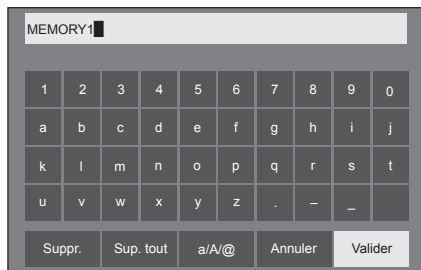 MEMORY1
1 2 3 4 5 6 7 8 9 0
a b c d e f g h i j
k l m n o p q r s t
u v w x y z . – _
Suppr. Sup. tout a/A/@ Annuler Valider